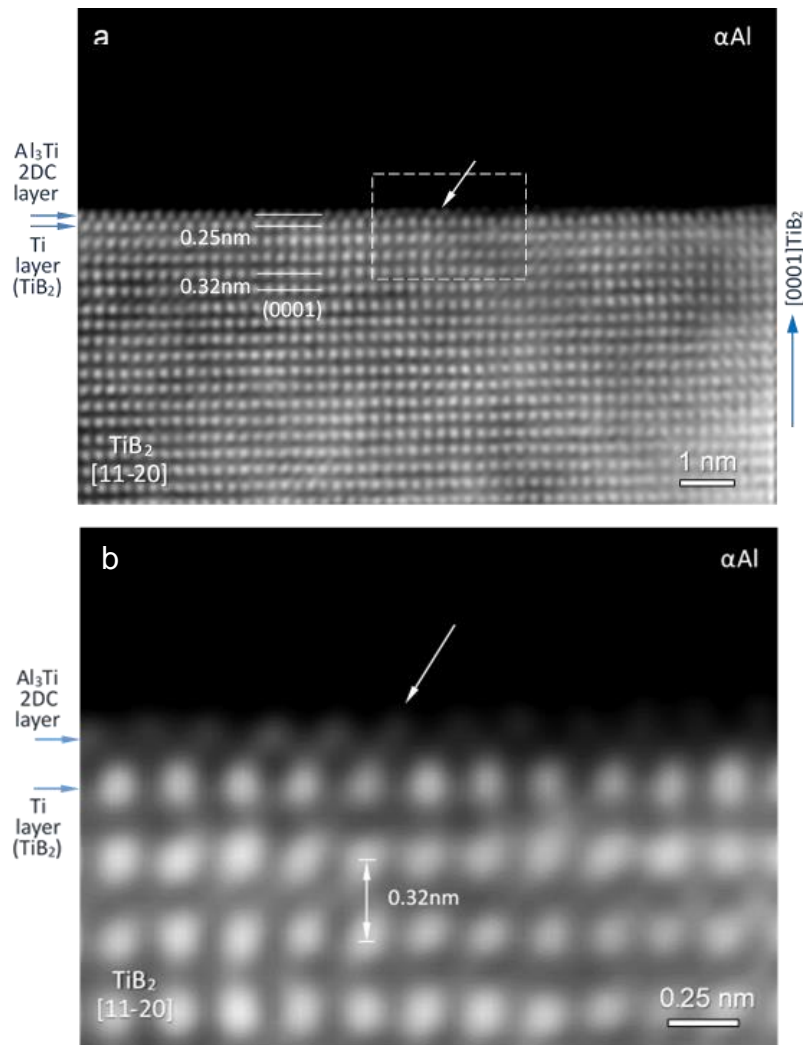 a
αAl
Al₃Ti
2DC
layer
Ti
layer
(TiB₂)
0.25nm
0.32nm
(0001)
[0001]TiB₂
TiB₂
[11-20]
1 nm
b
αAl
Al₃Ti
2DC
layer
Ti
layer
(TiB₂)
0.32nm
TiB₂
[11-20]
0.25 nm